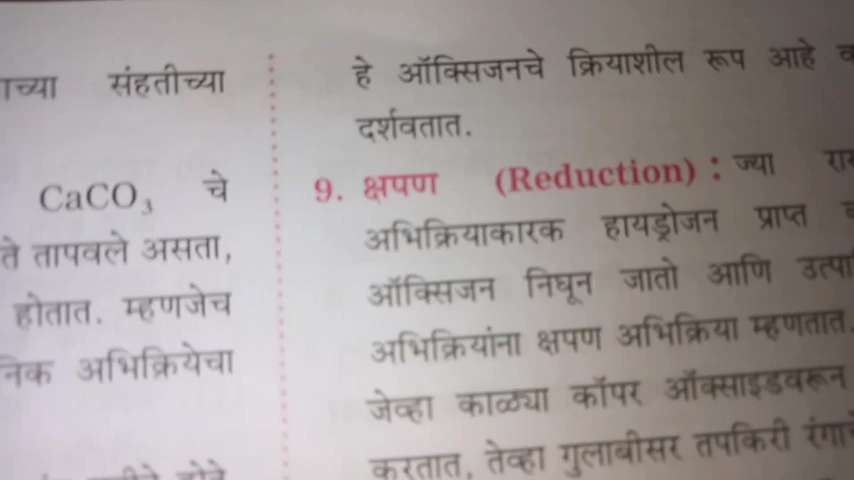 संहतीच्या
CaCO₃ चे
ते तापवले असता,
होतात. म्हणजेच
अभिक्रियेचा
हे ऑक्सिजनचे क्रियाशील रूप आहे
दर्शवतात.
9. क्षपण (Reduction) : ज्या
अभिक्रियाकारक हायड्रोजन प्राप्त
ऑक्सिजन निघून जातो आणि
अभिक्रियांना क्षपण अभिक्रिया म्हणतात.
जेव्हा काळ्या कॉपर ऑक्साइडवरून
करतात, तेव्हा गुलाबीसर तपकिरी